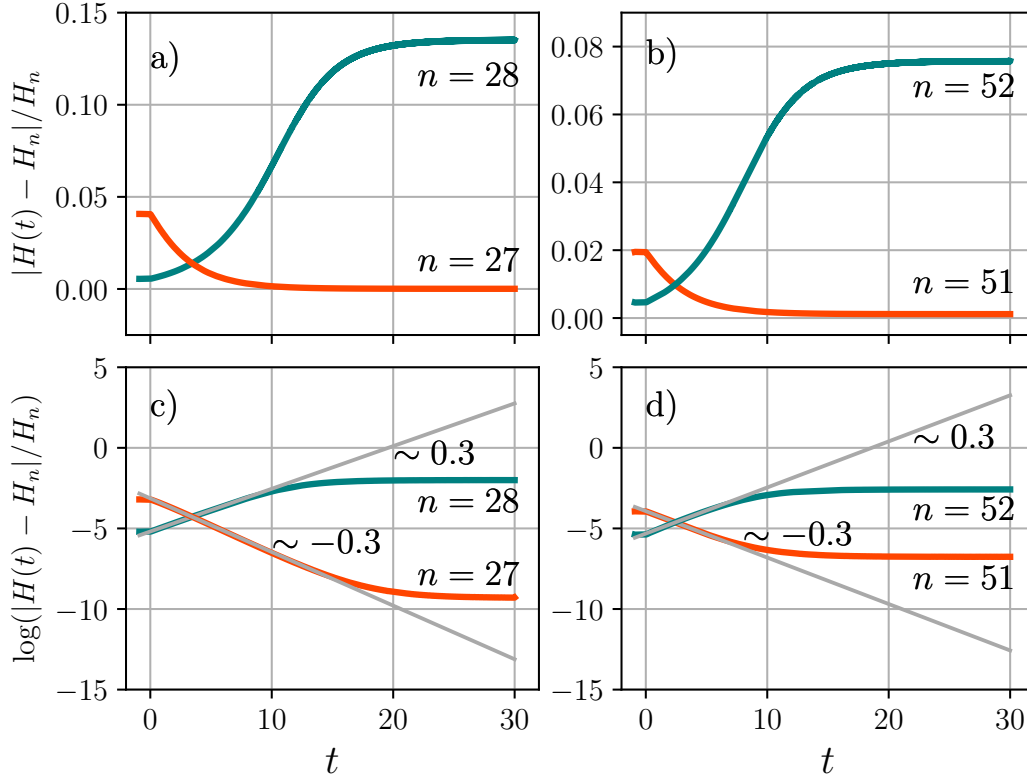 |H(t) − H_n|/H_n
0.15
0.10
0.05
0.00
a)
n = 28
n = 27
0.08
0.06
0.04
0.02
0.00
b)
n = 52
n = 51
log(|H(t) − H_n|/H_n)
5
0
−5
−10
−15
c)
∼ 0.3
n = 28
∼ −0.3
n = 27
0 10 20 30
t
5
0
−5
−10
−15
d)
∼ 0.3
n = 52
∼ −0.3
n = 51
0 10 20 30
t